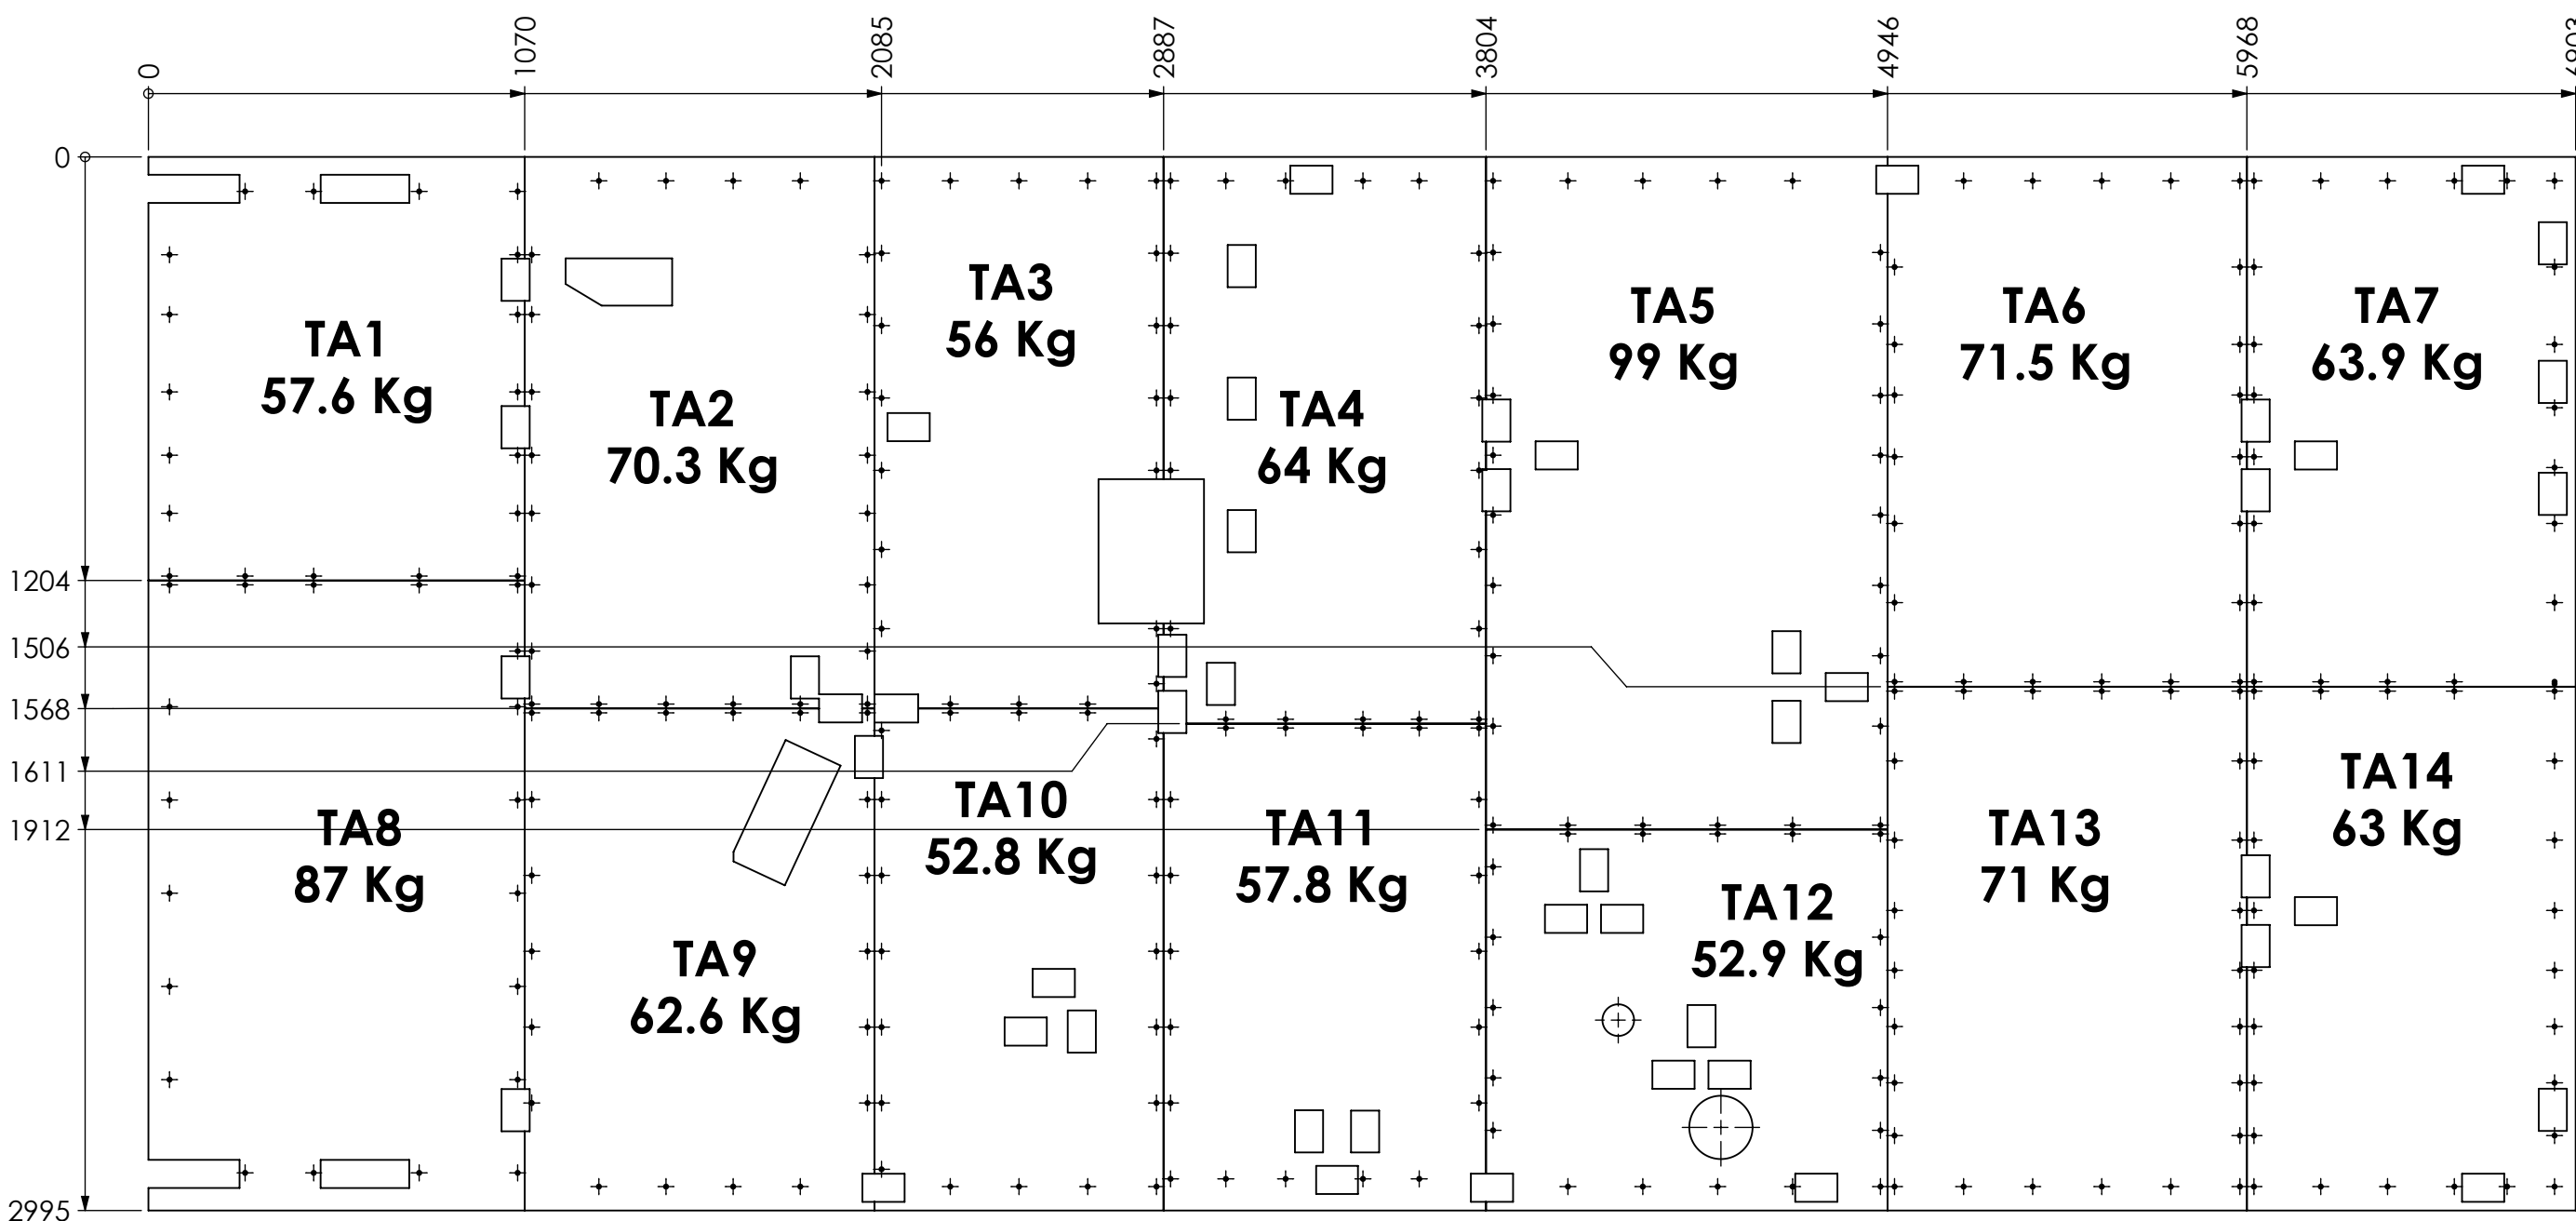 0
1070
2085
2887
3804
4946
5968
0
1204
1506
1568
1611
1912
2995
TA1
57.6 Kg
TA2
70.3 Kg
TA3
56 Kg
TA4
64 Kg
TA5
99 Kg
TA6
71.5 Kg
TA7
63.9 Kg
TA8
87 Kg
TA9
62.6 Kg
TA10
52.8 Kg
TA11
57.8 Kg
TA12
52.9 Kg
TA13
71 Kg
TA14
63 Kg